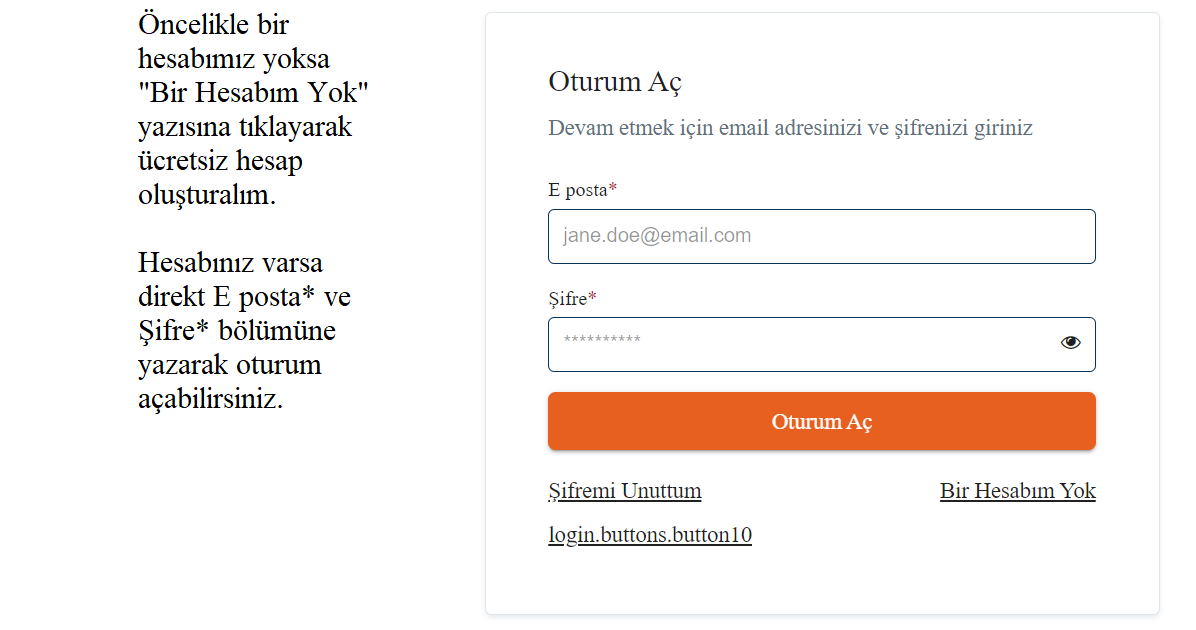 Öncelikle bir
hesabımız yoksa
"Bir Hesabım Yok"
yazısına tıklayarak
ücretsiz hesap
oluşturalım.
Hesabınız varsa
direkt E posta* ve
Şifre* bölümüne
yazarak oturum
açabilirsiniz.
Oturum Aç
Devam etmek için email adresinizi ve şifrenizi giriniz
E posta*
jane.doe@email.com
Şifre*
**********
Oturum Aç
Şifremi Unuttum
Bir Hesabım Yok
login.buttons.button10